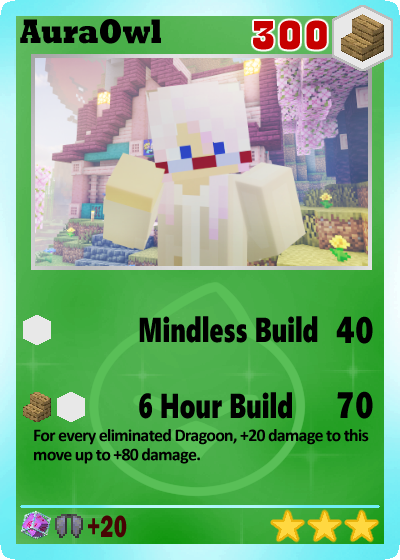 AuraOwl 300
Mindless Build 40
6 Hour Build 70
For every eliminated Dragoon, +20 damage to this
move up to +80 damage.
+20